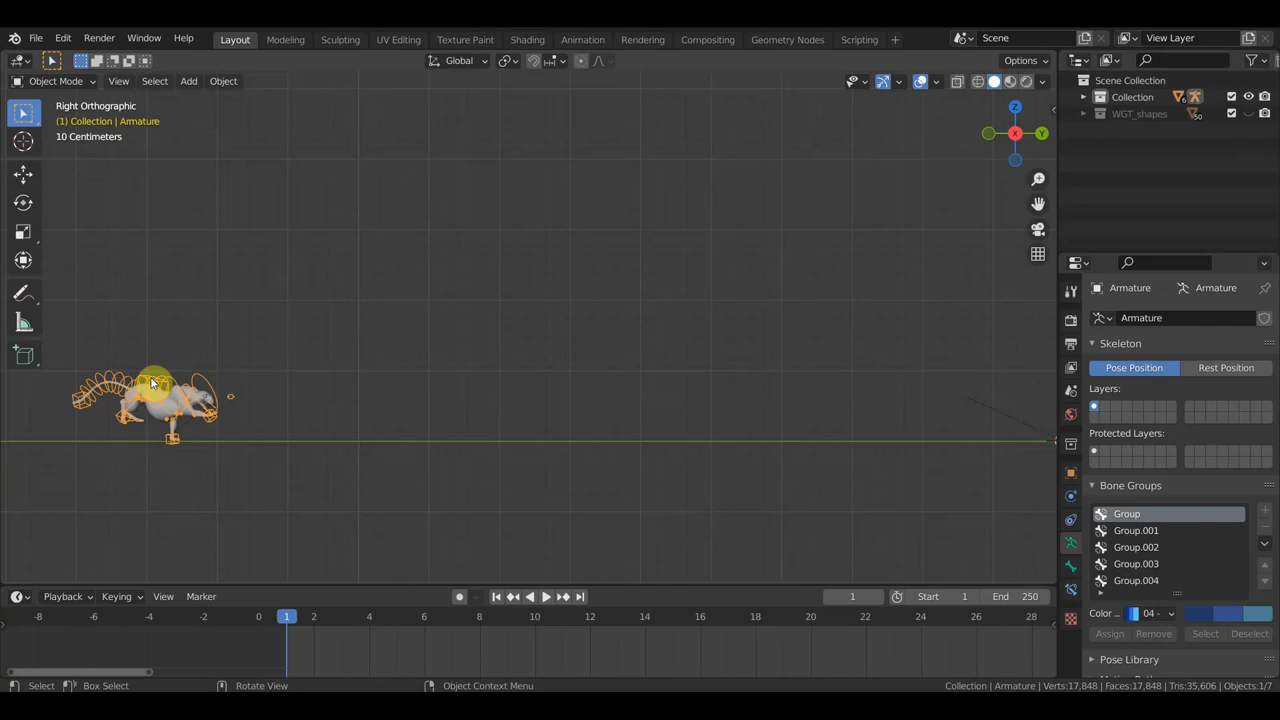 File Edit Render Window Help Layout Modeling Sculpting UV Editing Texture Paint Shading Animation Rendering Compositing Geometry Nodes Scripting + Scene View Layer
Global Options
Object Mode View Select Add Object
Right Orthographic
(1) Collection | Armature
10 Centimeters
Z
X
Y
Scene Collection
Collection 6
WGT_shapes 50
Armature Armature
Armature
Skeleton
Pose Position Rest Position
Layers:
Protected Layers:
Bone Groups
Group
Group.001
Group.002
Group.003
Group.004
Color ... 04 -
Assign Remove Select Deselect
Pose Library
Playback Keying View Marker 1 Start 1 End 250
-8 -6 -4 -2 0 1 2 4 6 8 10 12 14 16 18 20 22 24 26 28
Select Box Select Rotate View Object Context Menu Collection | Armature | Verts:17,848 | Faces:17,848 | Tris:35,606 | Objects:1/7